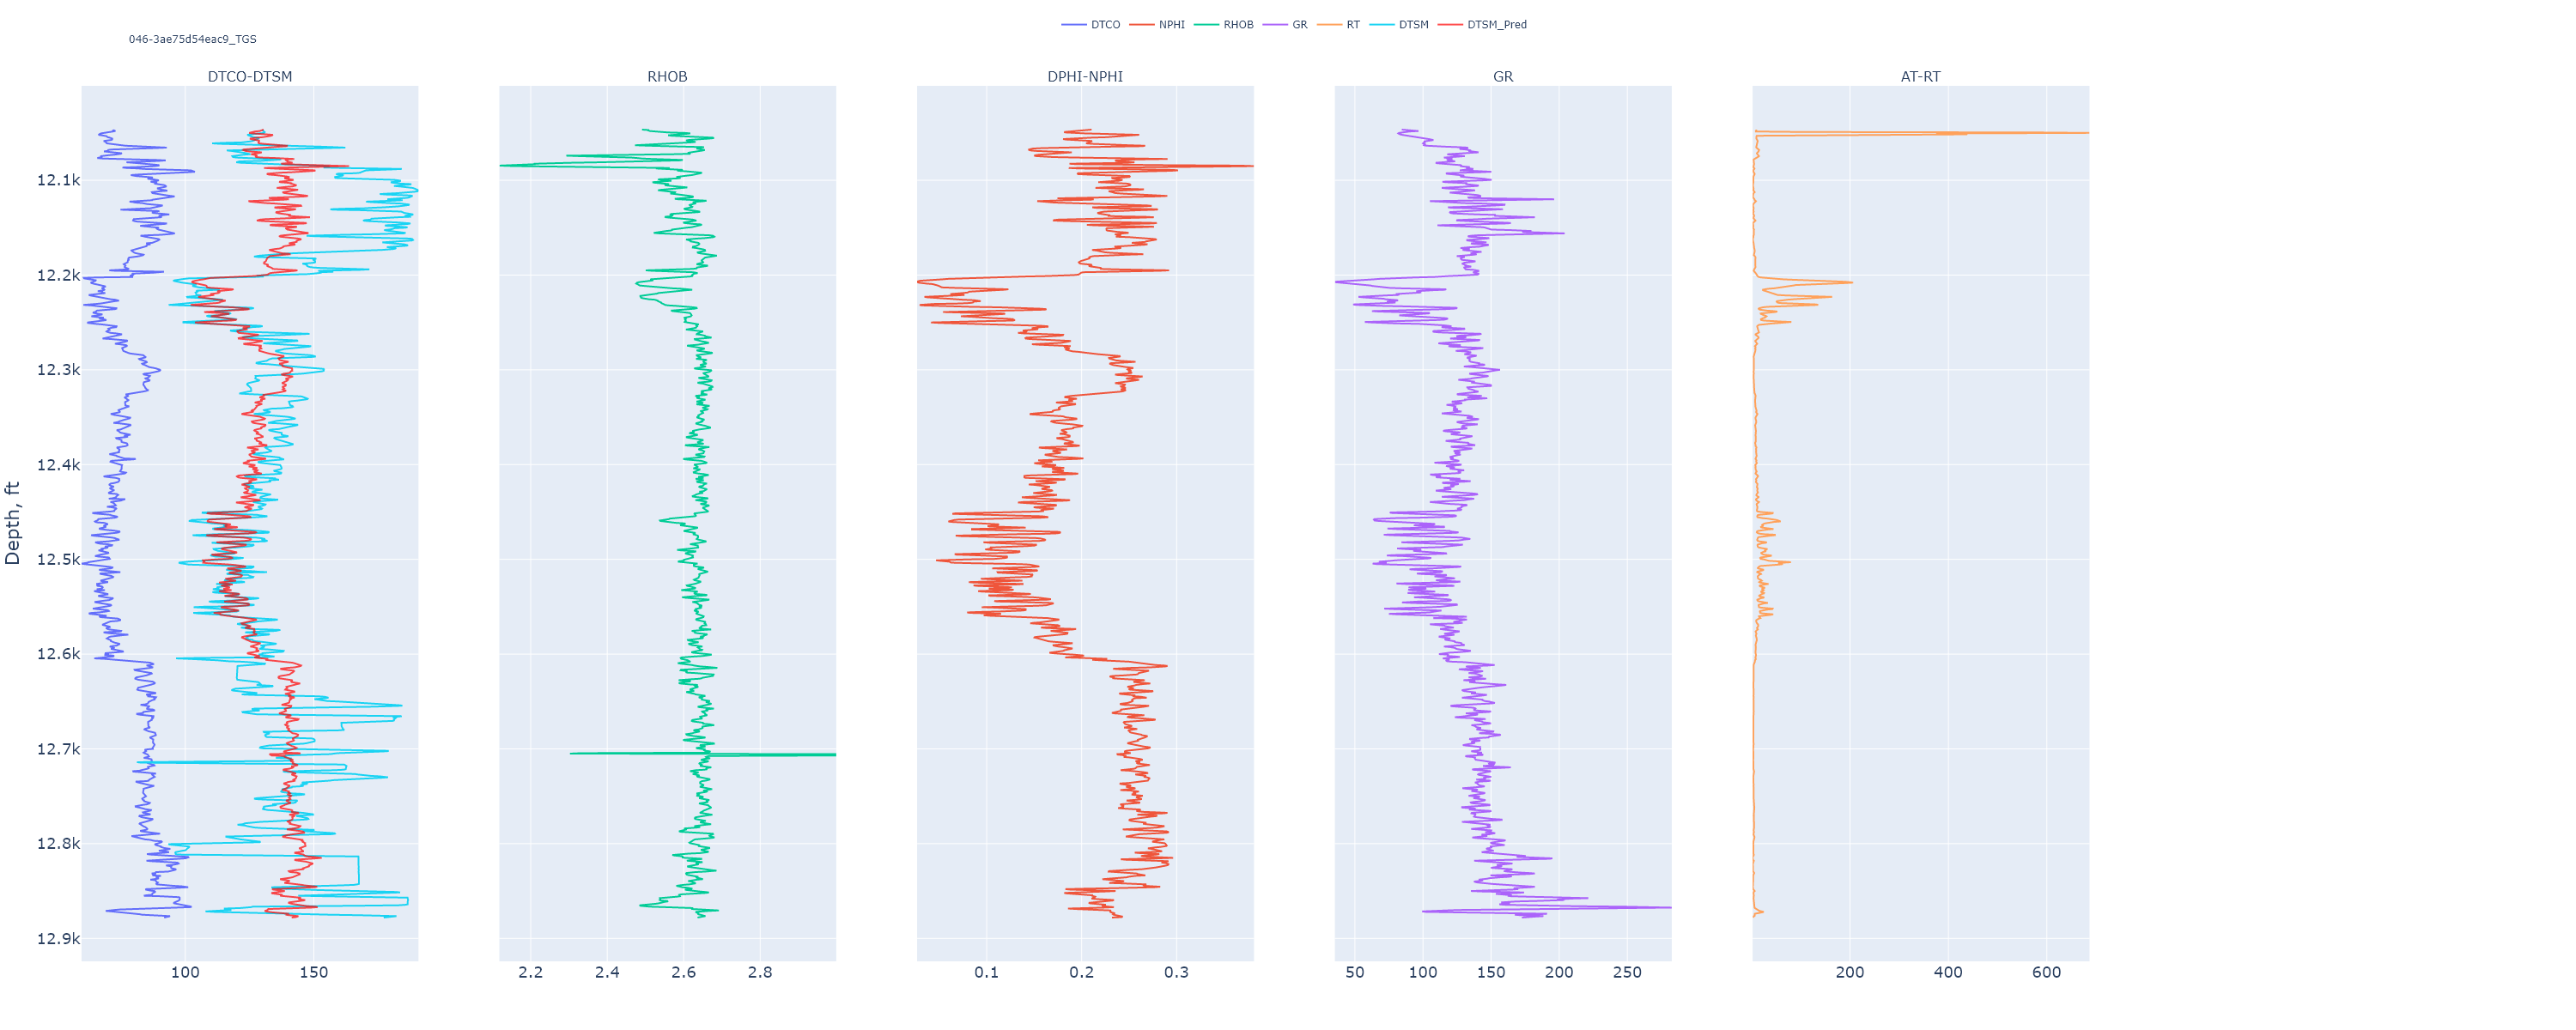 DTCO NPHI RHOB GR RT DTSM DTSM_Pred
046-3ae75d54eac9_TGS
DTCO-DTSM RHOB DPHI-NPHI GR AT-RT
12.1k
12.2k
12.3k
12.4k
Depth, ft
12.5k
12.6k
12.7k
12.8k
12.9k
100 150 2.2 2.4 2.6 2.8 0.1 0.2 0.3 50 100 150 200 250 200 400 600